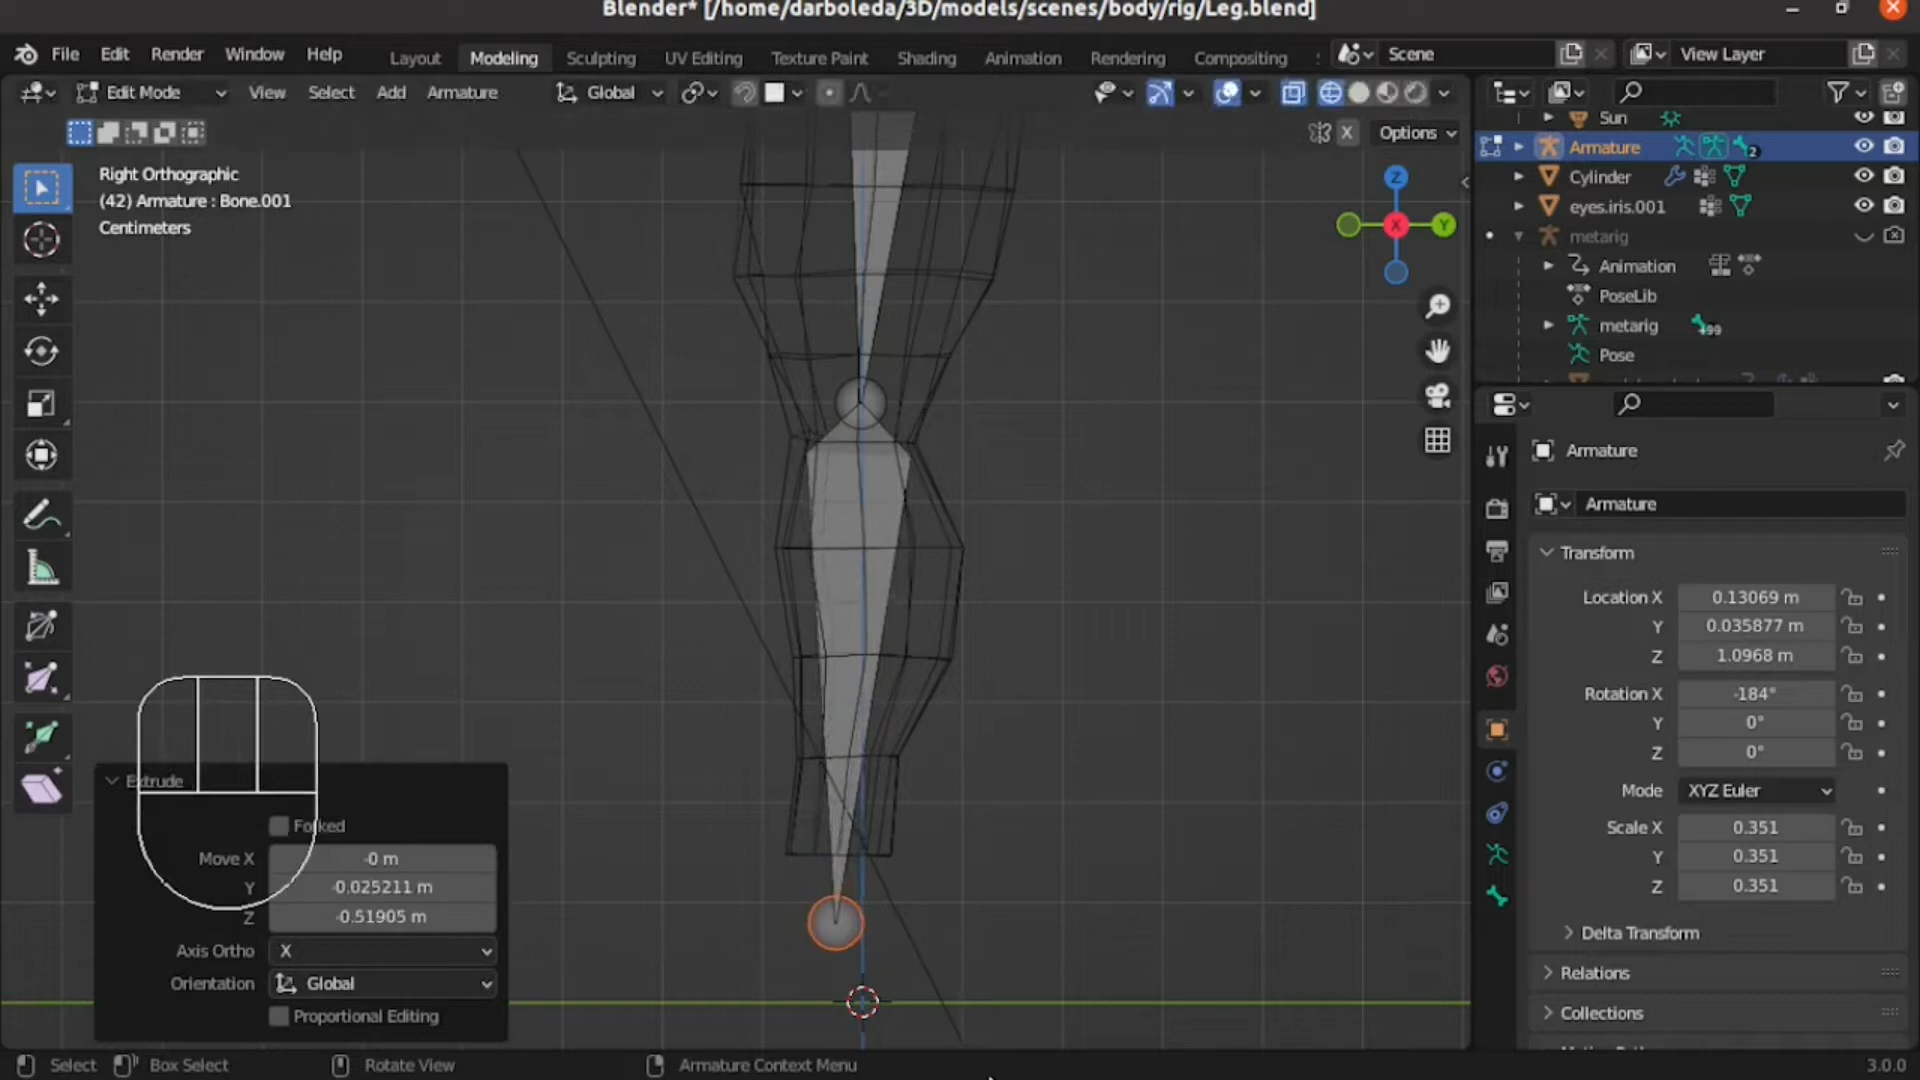 Blender* [/home/darboleda/3D/models/scenes/body/rig/Leg.blend]
File Edit Render Window Help Layout Modeling Sculpting UV Editing Texture Paint Shading Animation Rendering Compositing Scene View Layer
Edit Mode View Select Add Armature Global
Options
Right Orthographic
(42) Armature : Bone.001
Centimeters
Z
Y
X
Sun
Armature 2
Cylinder
eyes.iris.001
metarig
Animation
PoseLib
metarig 499
Pose
Armature
Armature
Transform
Location X 0.13069 m
Y 0.035877 m
Z 1.0968 m
Rotation X -184°
Y 0°
Z 0°
Mode XYZ Euler
Scale X 0.351
Y 0.351
Z 0.351
Delta Transform
Relations
Collections
Extrude
Forked
Move X -0 m
Y -0.025211 m
Z -0.51905 m
Axis Ortho X
Orientation Global
Proportional Editing
Select Box Select Rotate View Armature Context Menu 3.0.0